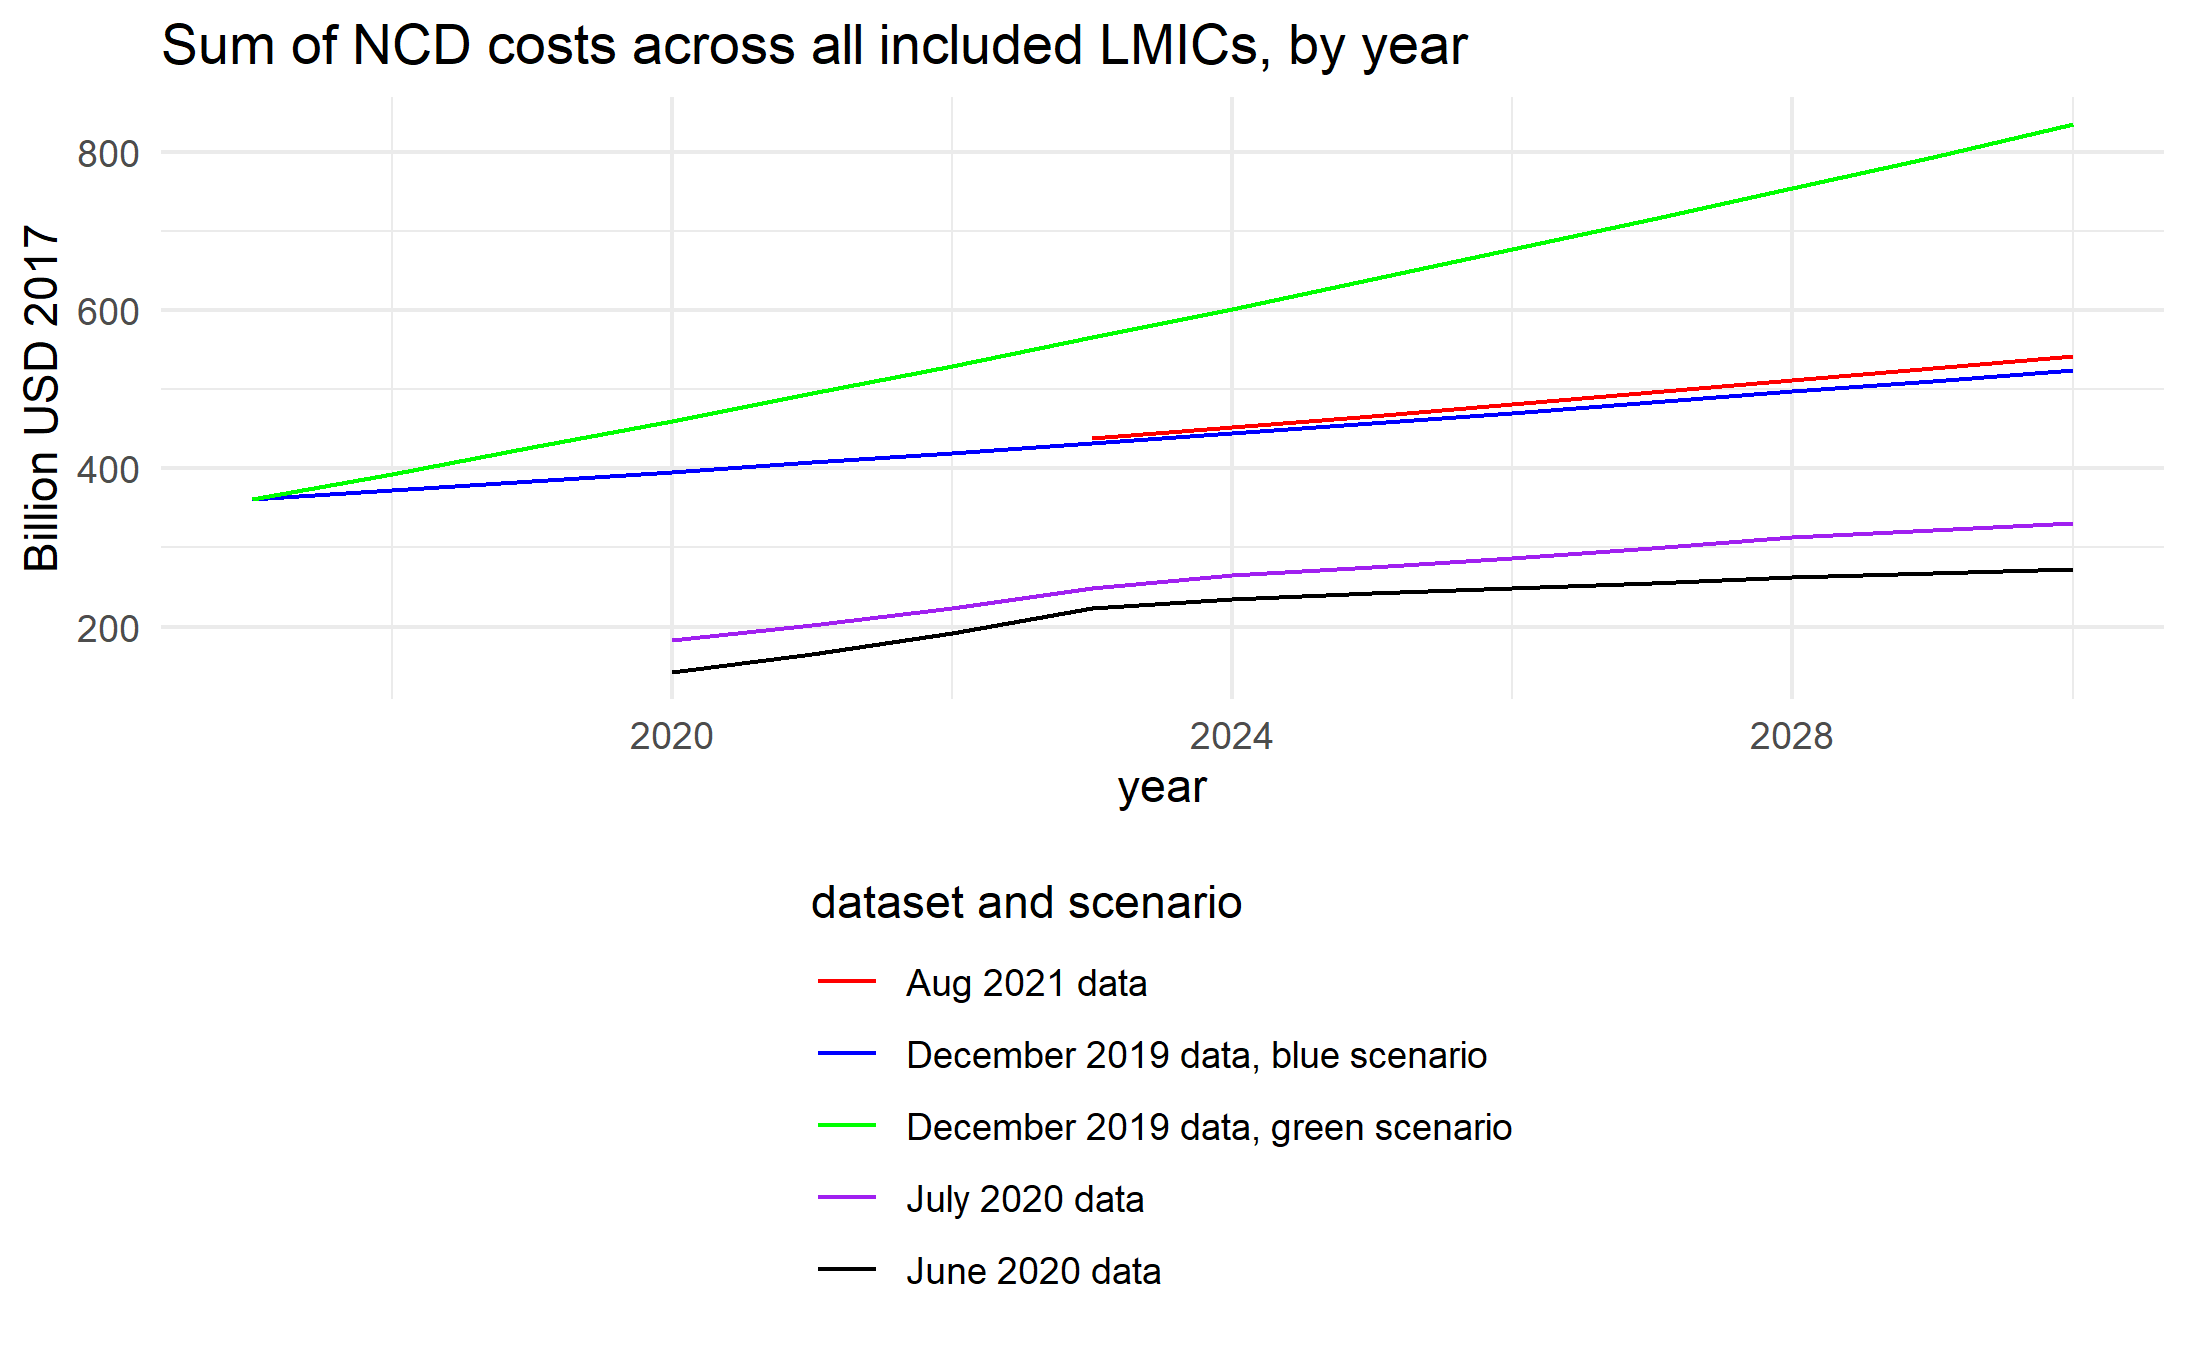 Sum of NCD costs across all included LMICs, by year
Billion USD 2017
800
600
400
200
2020 2024 2028
year
dataset and scenario
Aug 2021 data
December 2019 data, blue scenario
December 2019 data, green scenario
July 2020 data
June 2020 data